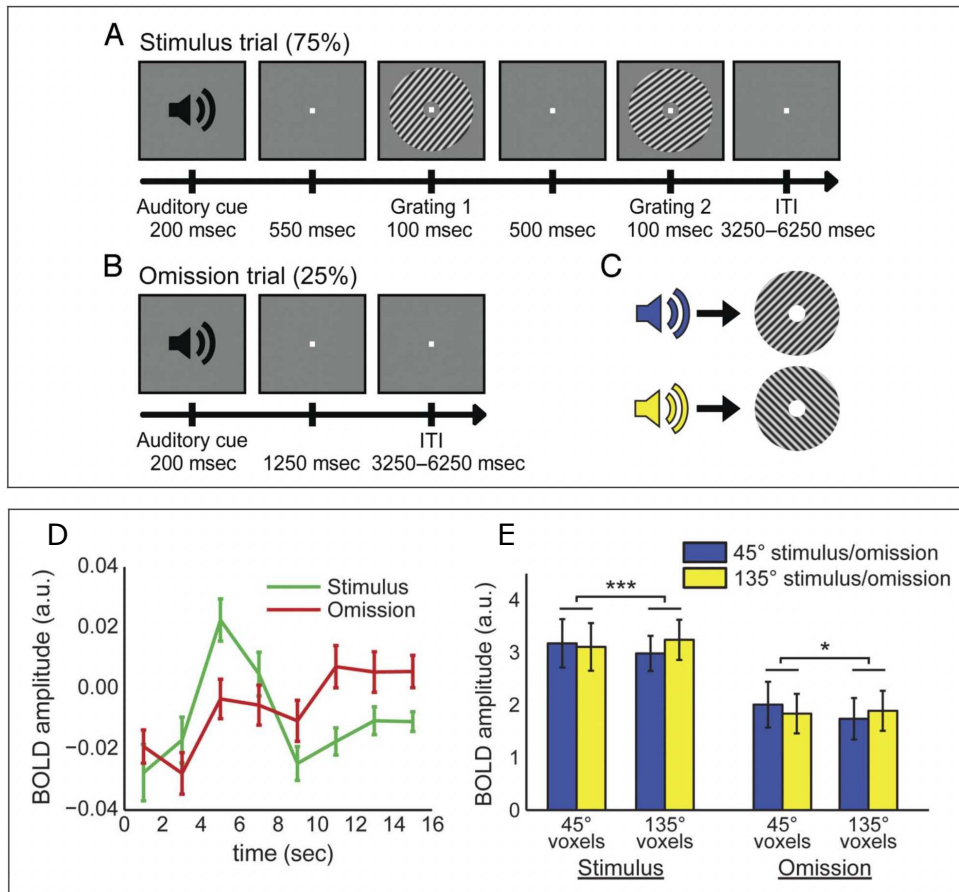 A
Stimulus trial (75%)
Auditory cue
200 msec
550 msec
Grating 1
100 msec
500 msec
Grating 2
100 msec
ITI
3250–6250 msec
B
Omission trial (25%)
Auditory cue
200 msec
1250 msec
ITI
3250–6250 msec
C
D
BOLD amplitude (a.u.)
0.04
0.02
0.00
−0.02
−0.04
Stimulus
Omission
0 2 4 6 8 10 12 14 16
time (sec)
E
45° stimulus/omission
135° stimulus/omission
BOLD amplitude (a.u.)
4
3
2
1
0
***
*
45°
voxels
135°
voxels
Stimulus
45°
voxels
135°
voxels
Omission